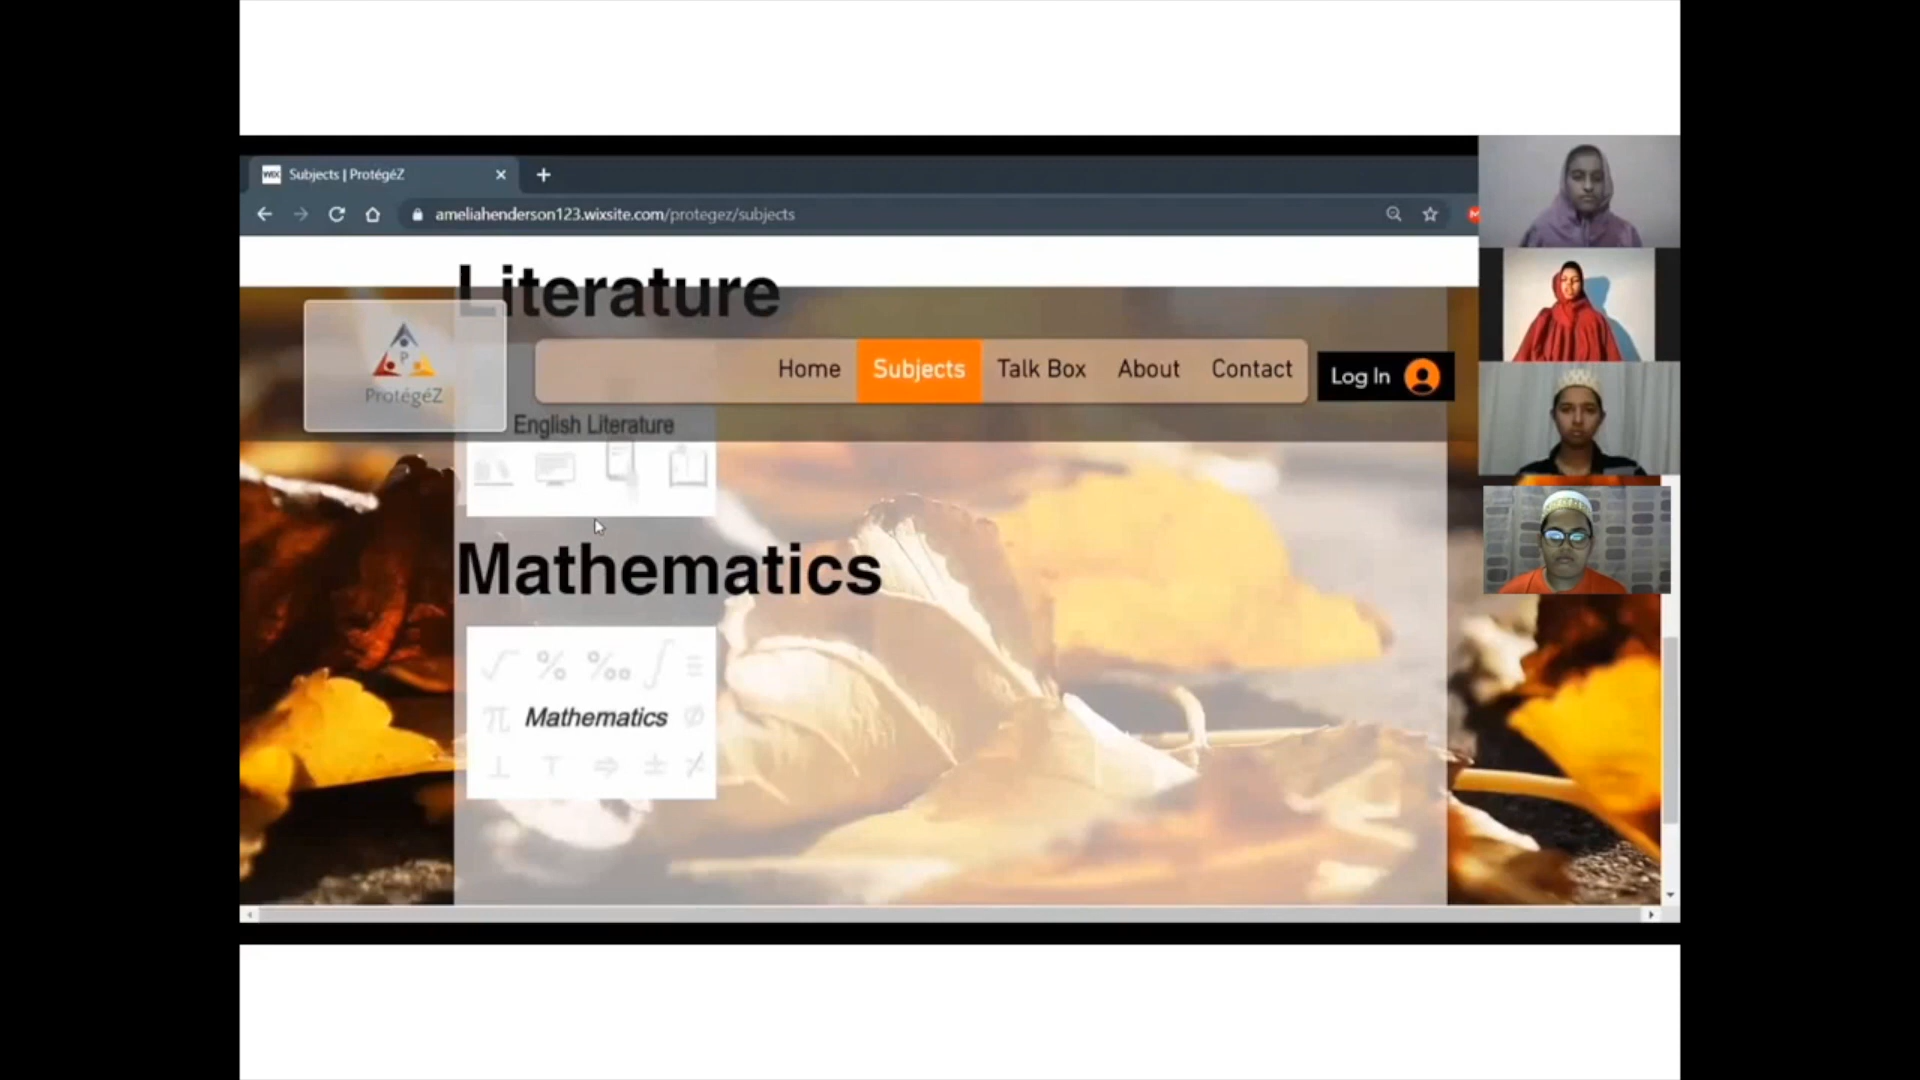 WIX Subjects | ProtégéZ
ameliahenderson123.wixsite.com/protegez/subjects
Literature
P
ProtégéZ
Home Subjects Talk Box About Contact Log In
English Literature
Mathematics
√ % ‰ ∫ ≡
π Mathematics ∅
⊥ ⊤ ⇒ ± ≠